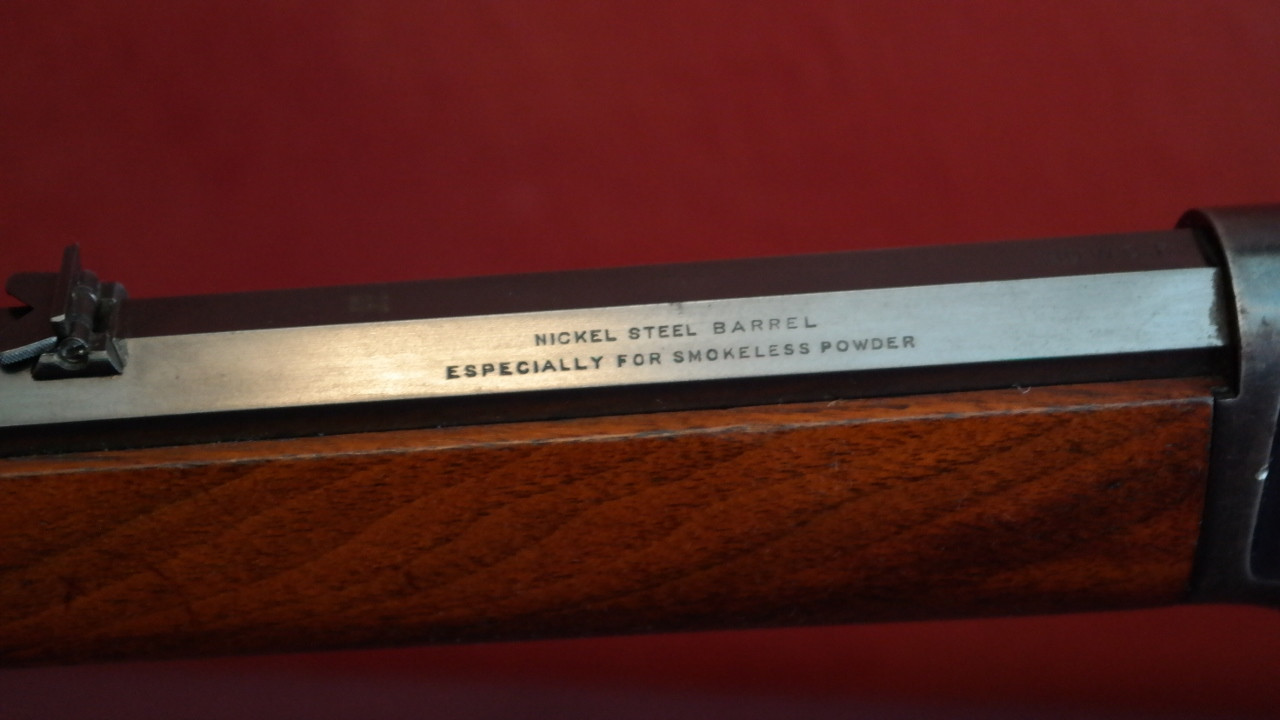 NICKEL STEEL BARREL
ESPECIALLY FOR SMOKELESS POWDER